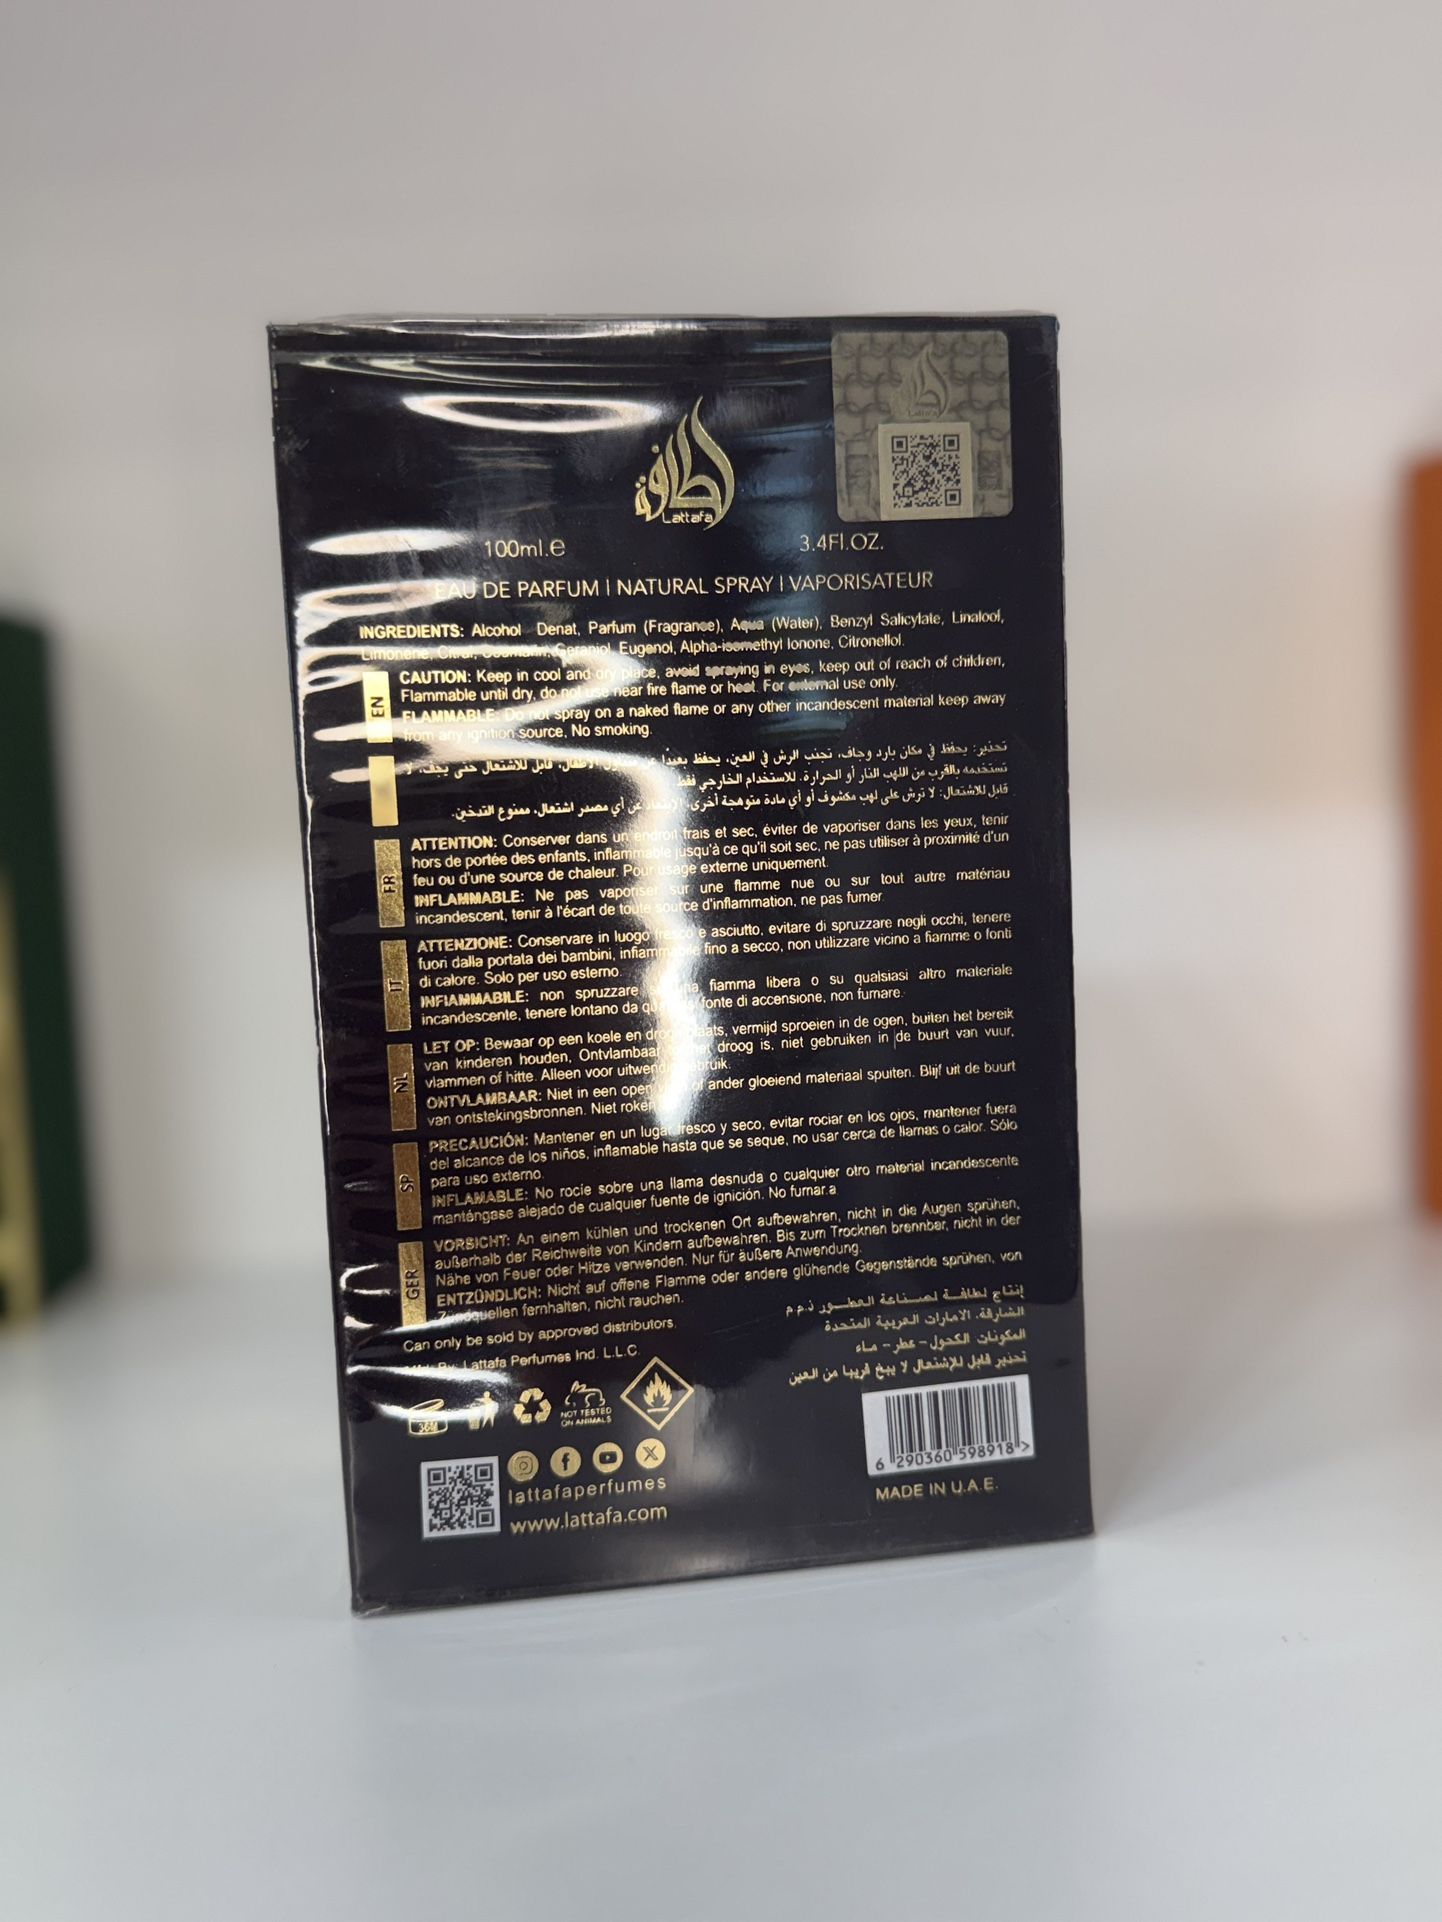 لطافة
Lattafa
Lattafa
100ml.e
3.4Fl.OZ.
EAU DE PARFUM | NATURAL SPRAY | VAPORISATEUR
INGREDIENTS: Alcohol Denat, Parfum (Fragrance), Aqua (Water), Benzyl Salicylate, Linalool,
Limonene, Citral, Coumarin, Geraniol, Eugenol, Alpha-isomethyl Ionone, Citronellol.
EN
CAUTION: Keep in cool and dry place, avoid spraying in eyes, keep out of reach of children,
Flammable until dry, do not use near fire flame or heat. For external use only.
FLAMMABLE: Do not spray on a naked flame or any other incandescent material keep away
from any ignition source, No smoking.
تحذير: يحفظ في مكان بارد وجاف، تجنب الرش في العين، يحفظ بعيدًا الأطفال، قابل للاشتعال حتى يجف، لا
تستخدمه بالقرب من اللهب النار أو الحرارة. للاستخدام الخارجي فقط
قابل للاشتعال: لا ترش على لهب مكشوف أو أي مادة متوهجة أخرى، الابتعاد عن أي مصدر اشتعال، ممنوع التدخين.
FR
ATTENTION: Conserver dans un endroit frais et sec, éviter de vaporiser dans les yeux, tenir
hors de portée des enfants, inflammable jusqu'à ce qu'il soit sec, ne pas utiliser à proximité d'un
feu ou d'une source de chaleur. Pour usage externe uniquement.
INFLAMMABLE: Ne pas vaporiser sur une flamme nue ou sur tout autre matériau
incandescent, tenir à l'écart de toute source d'inflammation, ne pas fumer.
IT
ATTENZIONE: Conservare in luogo fresco e asciutto, evitare di spruzzare negli occhi, tenere
fuori dalla portata dei bambini, infiammabile fino a secco, non utilizzare vicino a fiamme o fonti
di calore. Solo per uso esterno.
INFIAMMABILE: non spruzzare su una fiamma libera o su qualsiasi altro materiale
incandescente, tenere lontano da qualsiasi fonte di accensione, non fumare.
NL
LET OP: Bewaar op een koele en droge plaats, vermijd sproeien in de ogen, buiten het bereik
van kinderen houden, Ontvlambaar het droog is, niet gebruiken in de buurt van vuur,
vlammen of hitte. Alleen voor uitwendig gebruik.
ONTVLAMBAAR: Niet in een open vuur of ander gloeiend materiaal spuiten. Blijf uit de buurt
van ontstekingsbronnen. Niet roken
SP
PRECAUCIÓN: Mantener en un lugar fresco y seco, evitar rociar en los ojos, mantener fuera
del alcance de los niños, inflamable hasta que se seque, no usar cerca de llamas o calor. Sólo
para uso externo.
INFLAMABLE: No rocie sobre una llama desnuda o cualquier otro material incandescente
manténgase alejado de cualquier fuente de ignición. No fumar.a
GER
VORSICHT: An einem kühlen und trockenen Ort aufbewahren, nicht in die Augen sprühen,
außerhalb der Reichweite von Kindern aufbewahren. Bis zum Trocknen brennbar, nicht in der
Nähe von Feuer oder Hitze verwenden. Nur für äußere Anwendung.
ENTZÜNDLICH: Nicht auf offene Flamme oder andere glühende Gegenstände sprühen, von
Zündquellen fernhalten, nicht rauchen.
Can only be sold by approved distributors.
By: Lattafa Perfumes Ind. L.L.C.
إنتاج لطافة لصناعة العطور ذ.م.م
الشارقة، الامارات العربية المتحدة
المكونات الكحول - عطر - ماء
تحذير قابل للإشتعال لا يبخ قريبا من العين
36M
NOT TESTED
ON ANIMALS
lattafaperfumes
www.lattafa.com
6 290360 598918 >
MADE IN U.A.E.